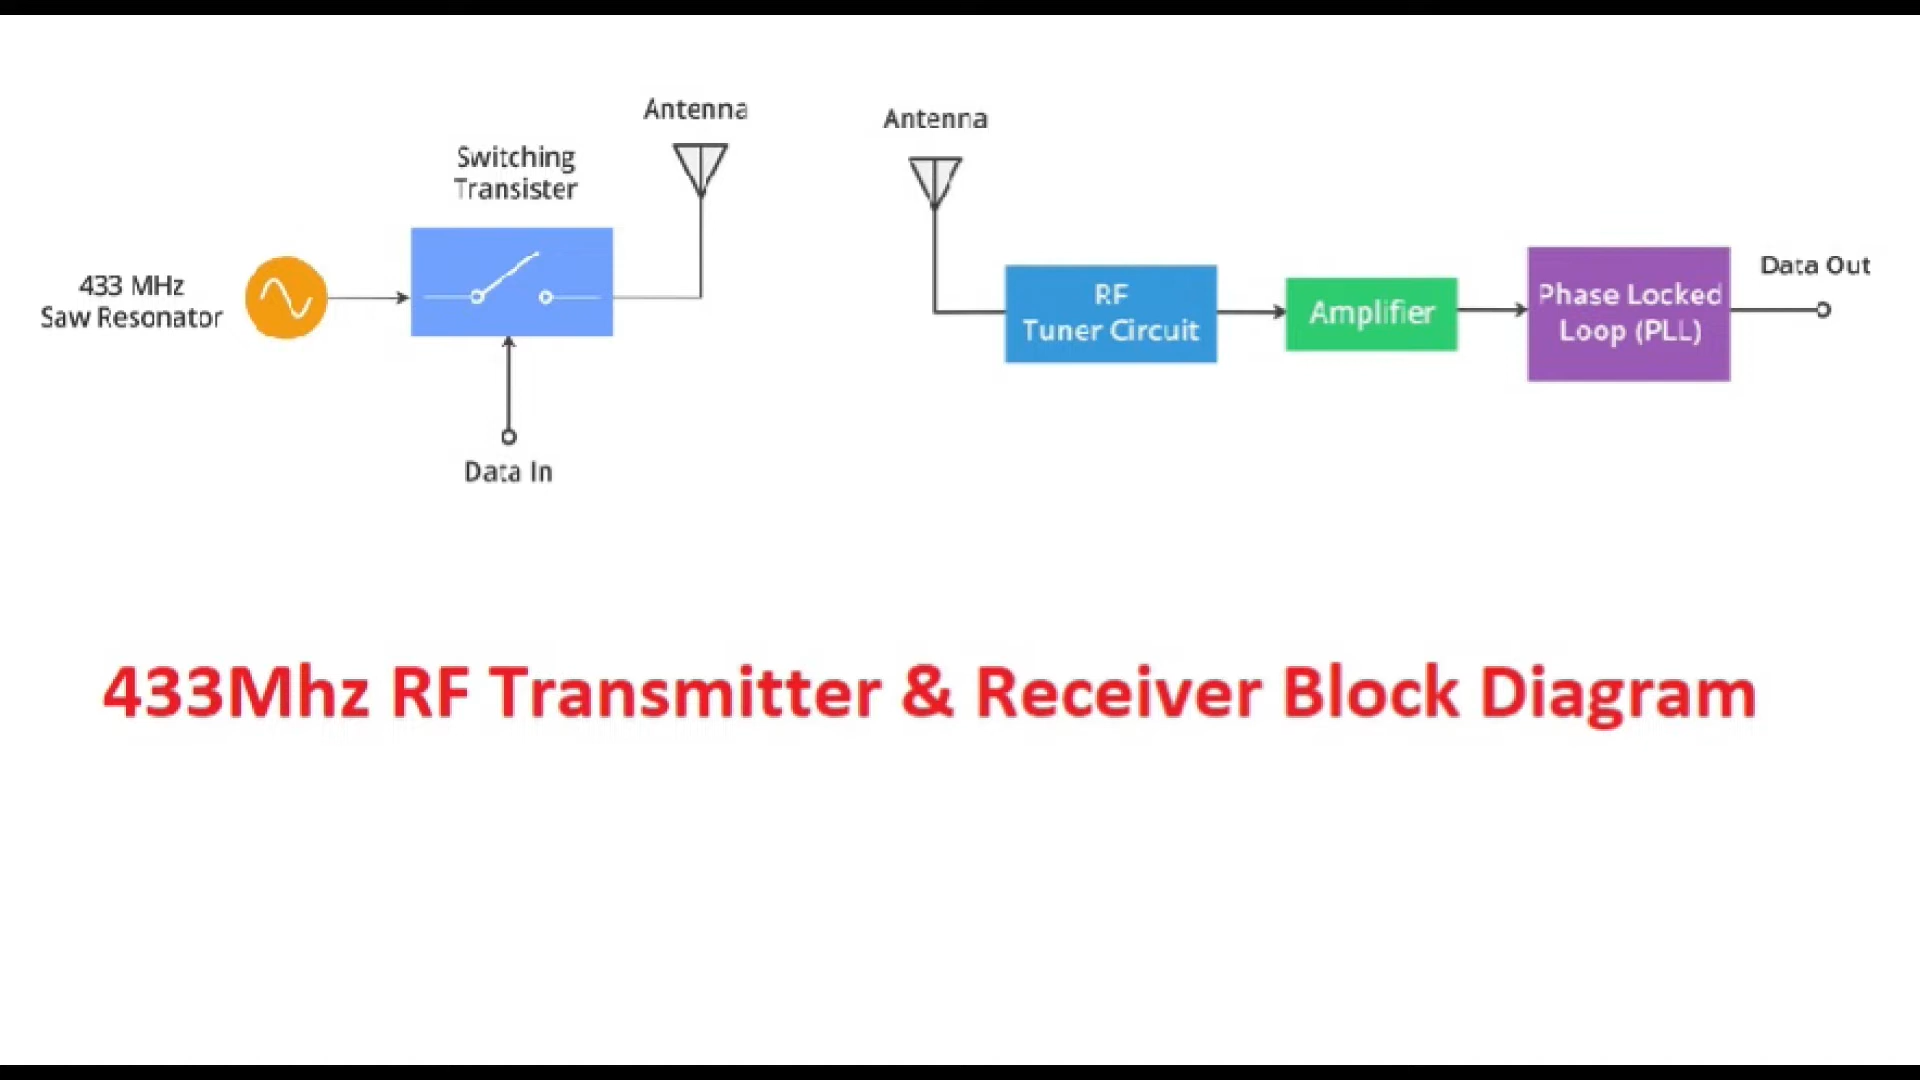 Antenna
Switching
Transister
433 MHz
Saw Resonator
Data In
Antenna
RF
Tuner Circuit
Amplifier
Phase Locked
Loop (PLL)
Data Out
433Mhz RF Transmitter & Receiver Block Diagram